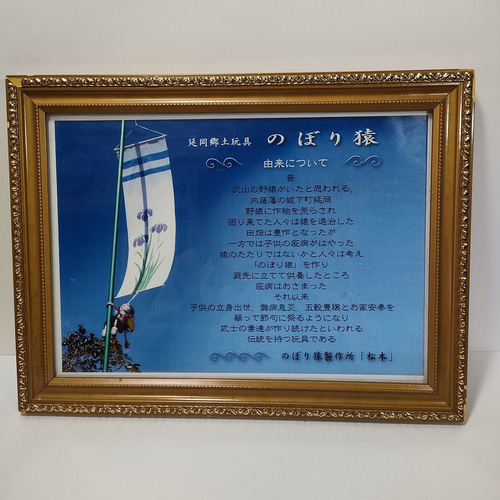 延岡郷土玩具 のぼり猿
由来について
昔
沢山の野猿がいたと思われる、
内藤藩の城下町延岡
野猿に作物を荒らされ
困り果てた人々は猿を退治した
田畑は豊作となったが
一方では子供の疫病がはやった
猿のたたりではないかと人々は考え
「のぼり猿」を作り
庭先に立てて供養したところ
疫病はおさまった
それ以来
子供の立身出世、無病息災、五穀豊穣とお家安泰を
願って節句に祭るようになり
武士の妻達が作り続けたといわれる
伝統を持つ玩具である
のぼり猿製作所「松本」